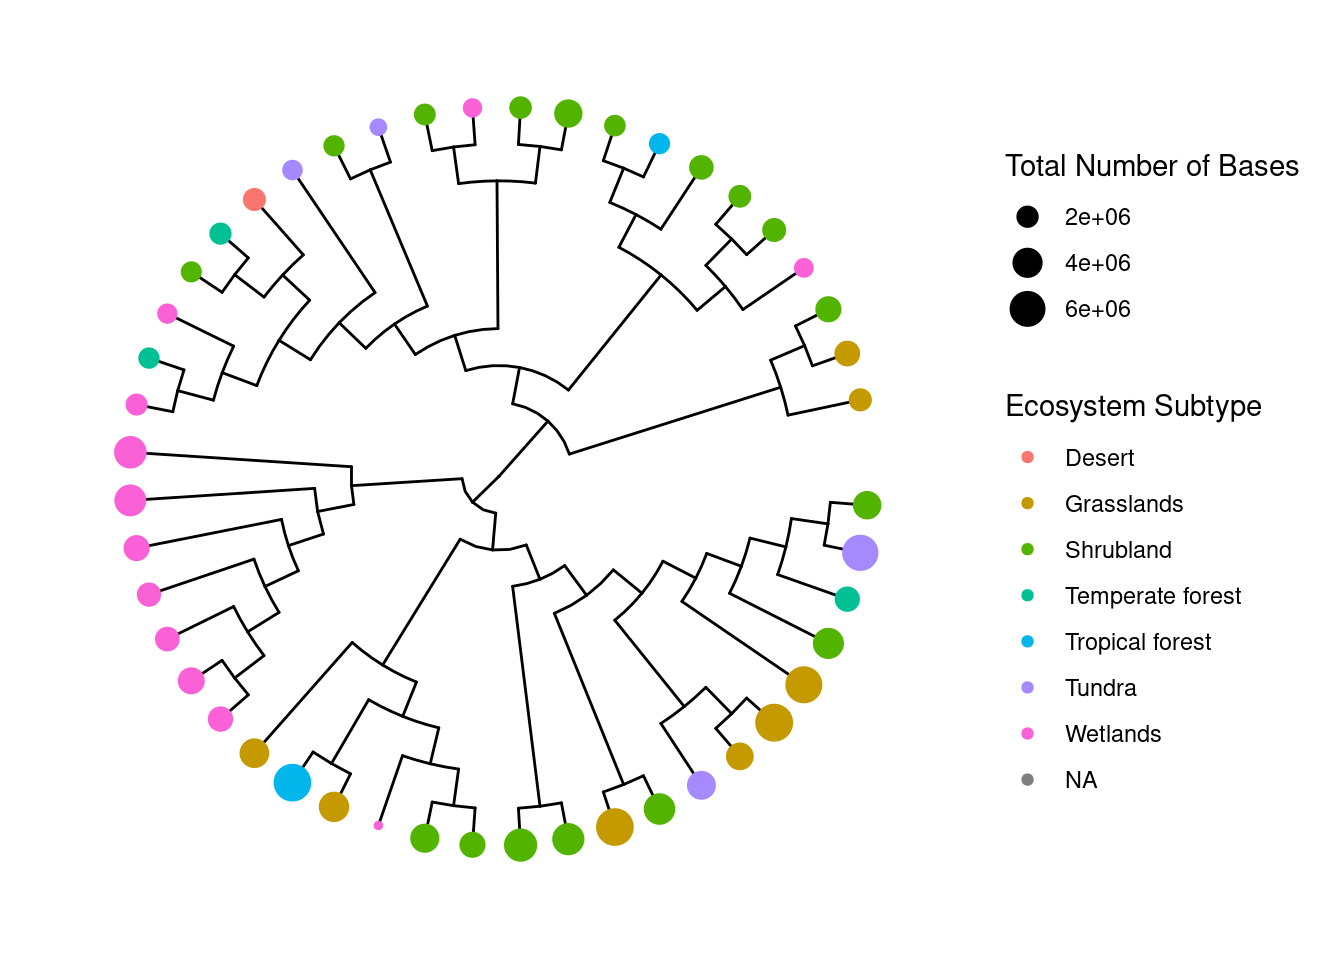 Total Number of Bases
2e+06
4e+06
6e+06
Ecosystem Subtype
Desert
Grasslands
Shrubland
Temperate forest
Tropical forest
Tundra
Wetlands
NA